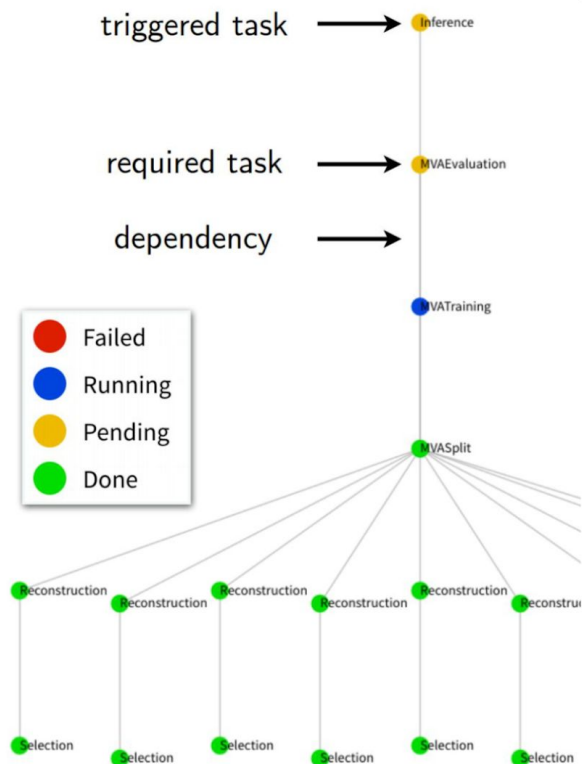 triggered task
Inference
required task
MVAEvaluation
dependency
MVATraining
Failed
Running
Pending
Done
MVASplit
Reconstruction
Reconstruction
Reconstruction
Reconstruction
Reconstruction
Reconstru
Selection
Selection
Selection
Selection
Selection
Selection